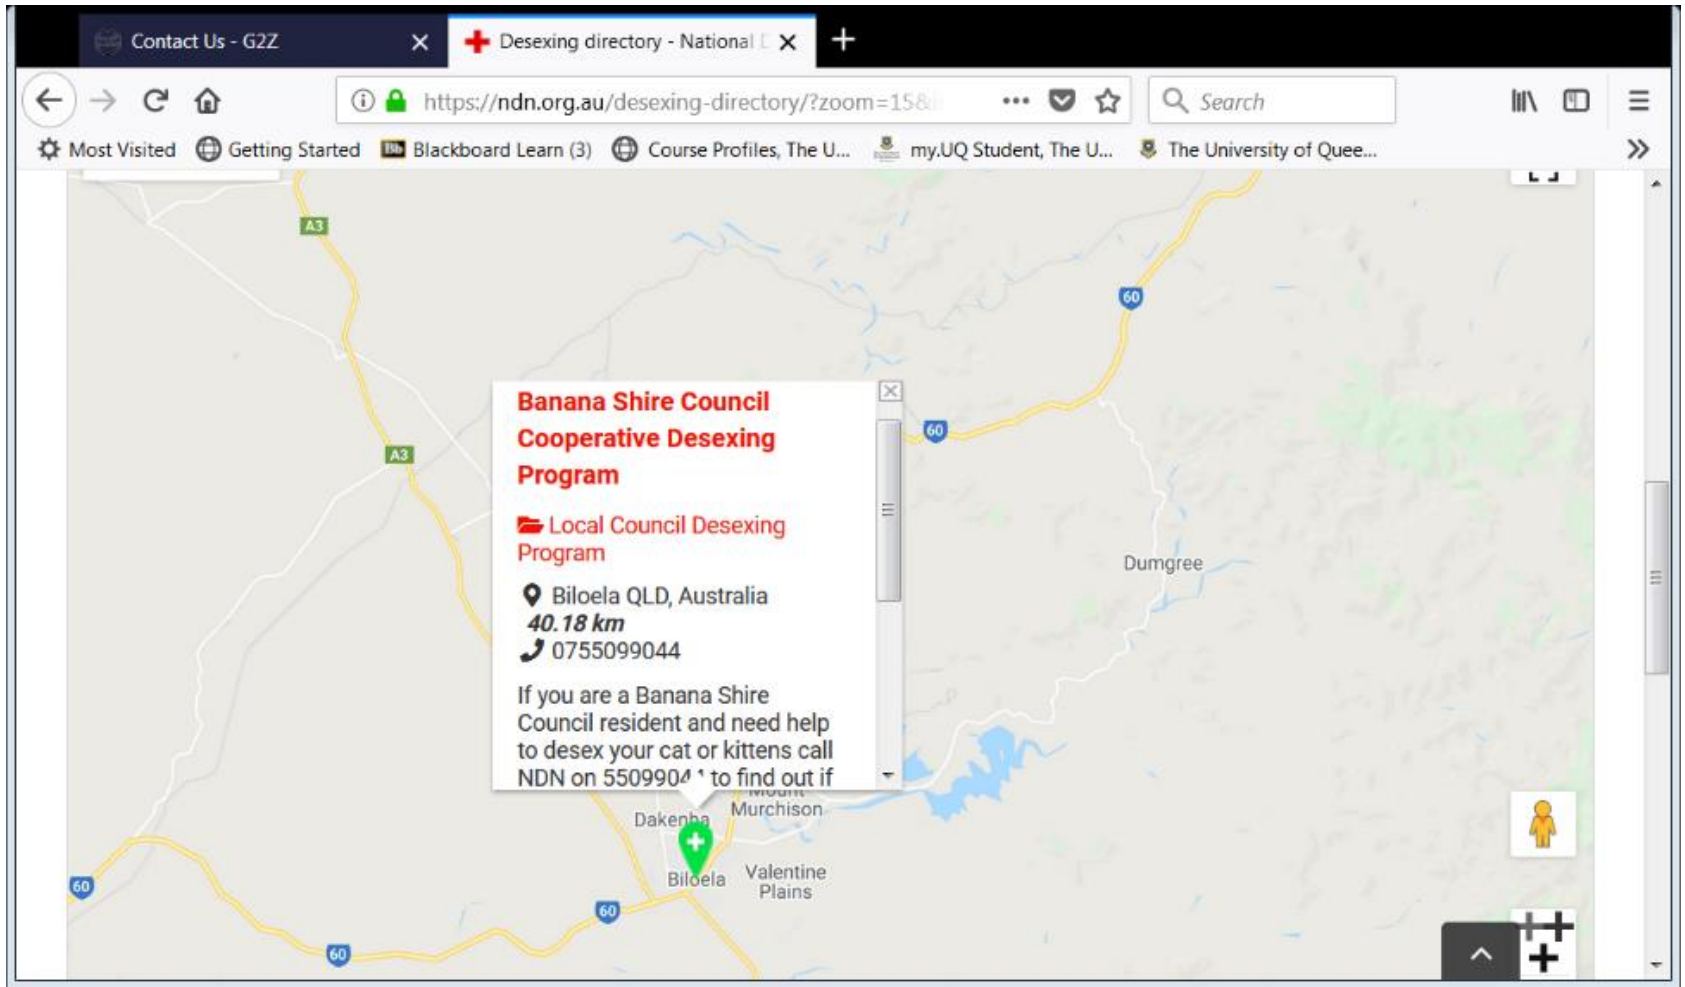 Contact Us - G2Z
Desexing directory - National
https://ndn.org.au/desexing-directory/?zoom=15&
Search
Most Visited
Getting Started
Blackboard Learn (3)
Course Profiles, The U...
my.UQ Student, The U...
The University of Quee...
A3
60
Banana Shire Council
Cooperative Desexing
Program
60
A3
Local Council Desexing
Program
Dumgree
Biloela QLD, Australia
40.18 km
0755099044
If you are a Banana Shire
Council resident and need help
to desex your cat or kittens call
NDN on to find out if
Mount
Murchison
Dakenba
Biloela
Valentine
Plains
60
60
60